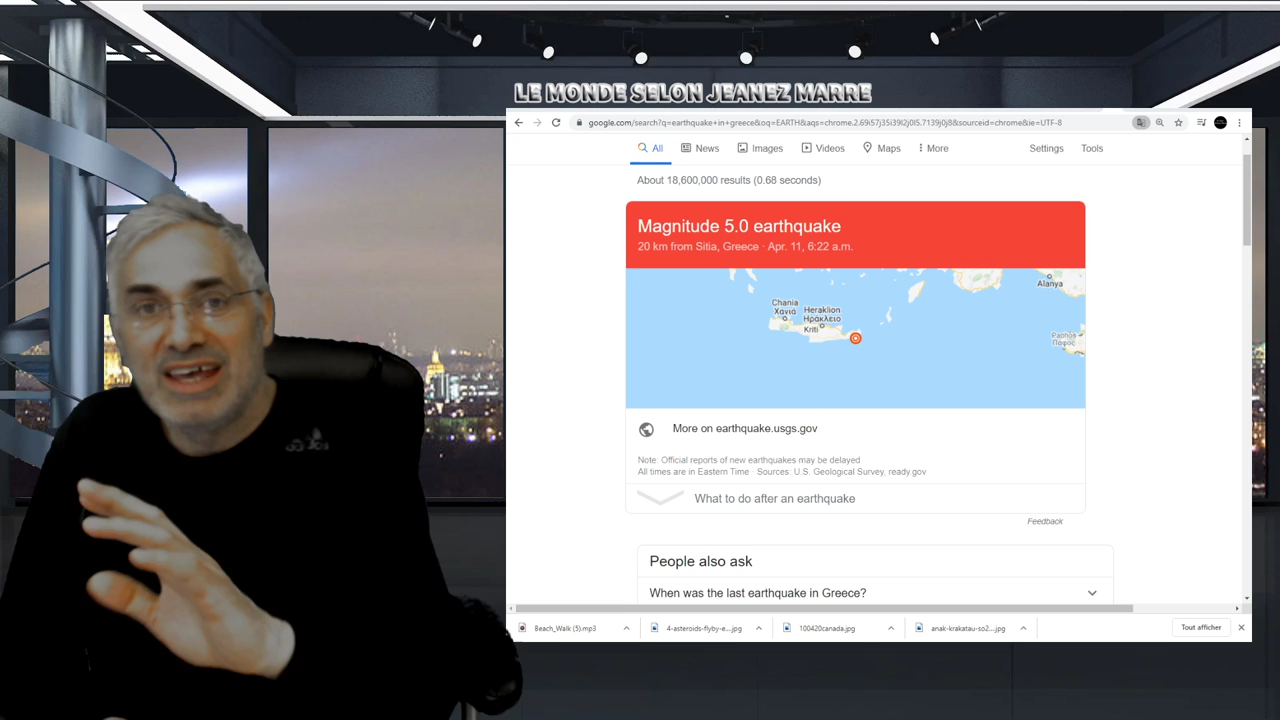 LE MONDE SELON JEANEZ MARRE
google.com/search?q=earthquake+in+greece&oq=EARTH&aqs=chrome.2.69i57j35i39l2j0l5.7139j0j8&sourceid=chrome&ie=UTF-8
All News Images Videos Maps More Settings Tools
About 18,600,000 results (0.68 seconds)
Magnitude 5.0 earthquake
20 km from Sitia, Greece · Apr. 11, 6:22 a.m.
Alanya
Chania
Χανιά
Heraklion
Ηράκλειο
Kriti
Paphos
Πάφος
More on earthquake.usgs.gov
Note: Official reports of new earthquakes may be delayed
All times are in Eastern Time · Sources: U.S. Geological Survey, ready.gov
What to do after an earthquake
Feedback
People also ask
When was the last earthquake in Greece?
Beach_Walk (5).mp3 4-asteroids-flyby-e....jpg 100420canada.jpg anak-krakatau-so2....jpg Tout afficher